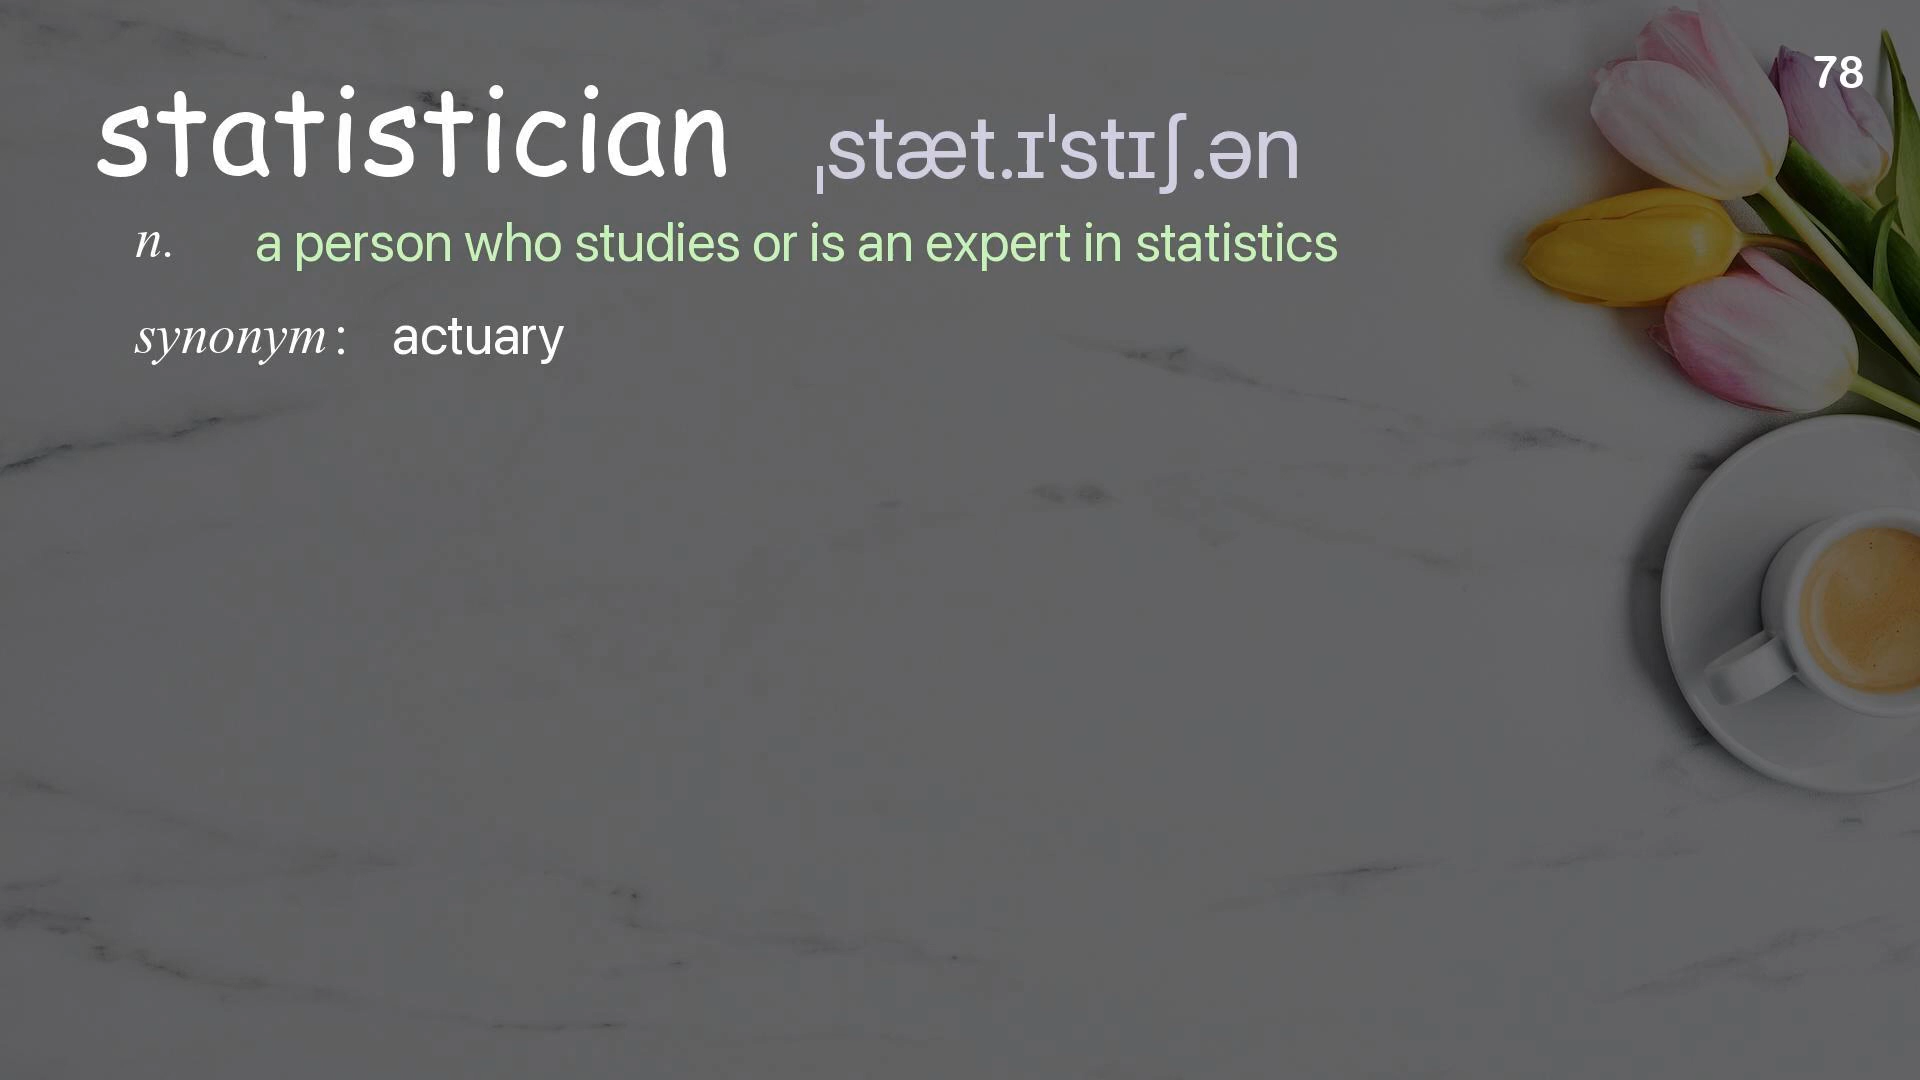 78
statistician ˌstæt.ɪˈstɪʃ.ən
n. a person who studies or is an expert in statistics
synonym: actuary